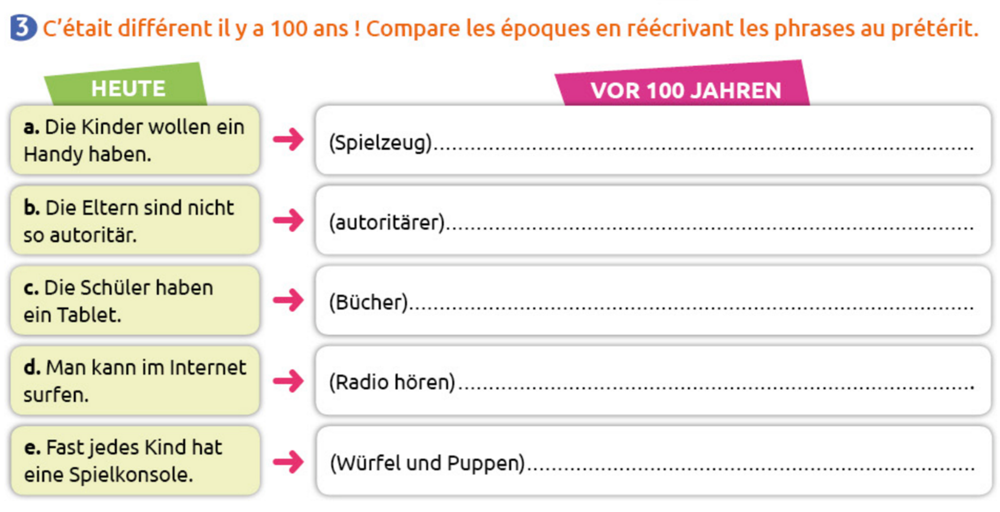 3 C'était différent il y a 100 ans ! Compare les époques en réécrivant les phrases au prétérit.
HEUTE
VOR 100 JAHREN
a. Die Kinder wollen ein
Handy haben.
(Spielzeug)
b. Die Eltern sind nicht
so autoritär.
(autoritärer)
c. Die Schüler haben
ein Tablet.
(Bücher)
d. Man kann im Internet
surfen.
(Radio hören)
e. Fast jedes Kind hat
eine Spielkonsole.
(Würfel und Puppen)